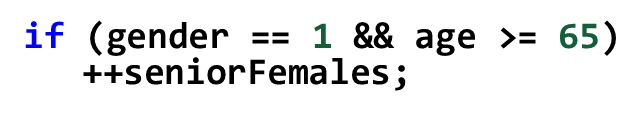 if (gender == 1 && age >= 65)
   ++seniorFemales;